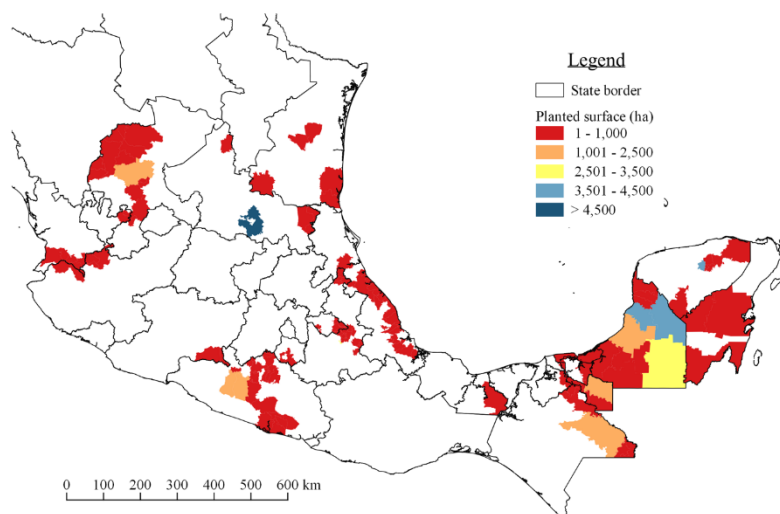 Legend
State border
Planted surface (ha)
1 - 1,000
1,001 - 2,500
2,501 - 3,500
3,501 - 4,500
> 4,500
0 100 200 300 400 500 600 km